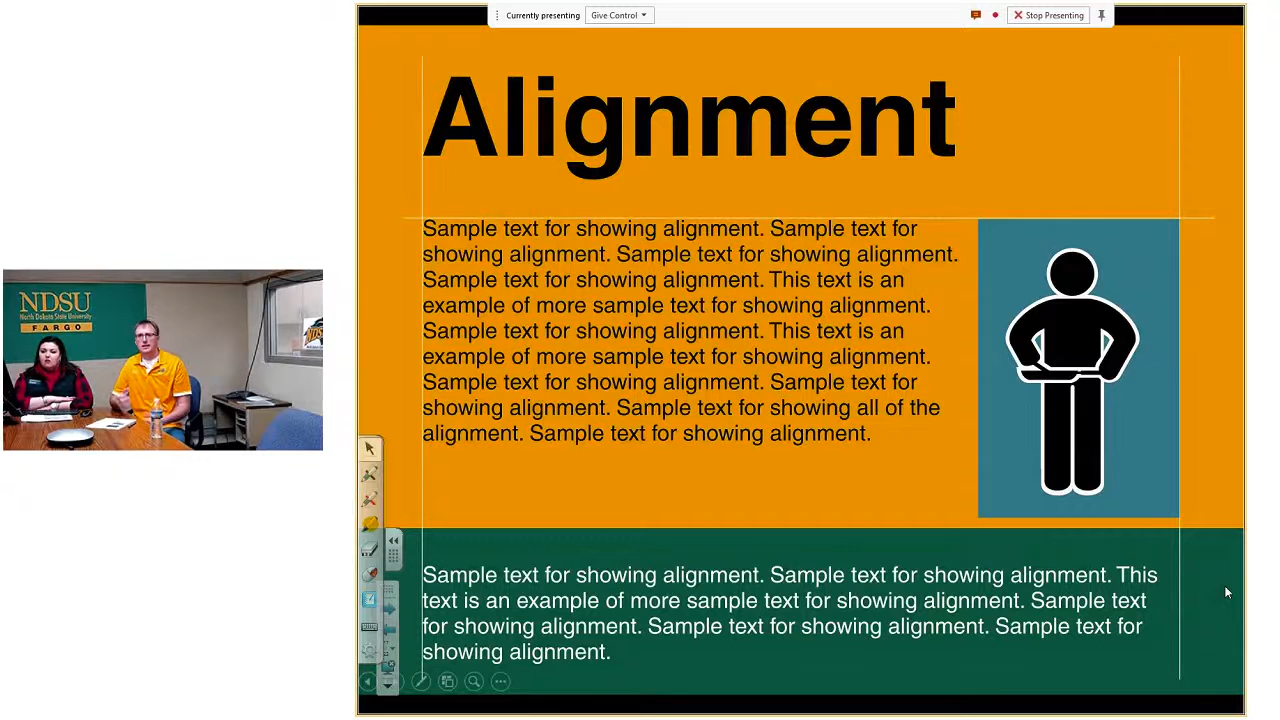 Currently presenting
Give Control
Stop Presenting
Alignment
Sample text for showing alignment. Sample text for
showing alignment. Sample text for showing alignment.
Sample text for showing alignment. This text is an
example of more sample text for showing alignment.
Sample text for showing alignment. This text is an
example of more sample text for showing alignment.
Sample text for showing alignment. Sample text for
showing alignment. Sample text for showing all of the
alignment. Sample text for showing alignment.
NDSU
North Dakota State University
FARGO
Sample text for showing alignment. Sample text for showing alignment. This
text is an example of more sample text for showing alignment. Sample text
for showing alignment. Sample text for showing alignment. Sample text for
showing alignment.